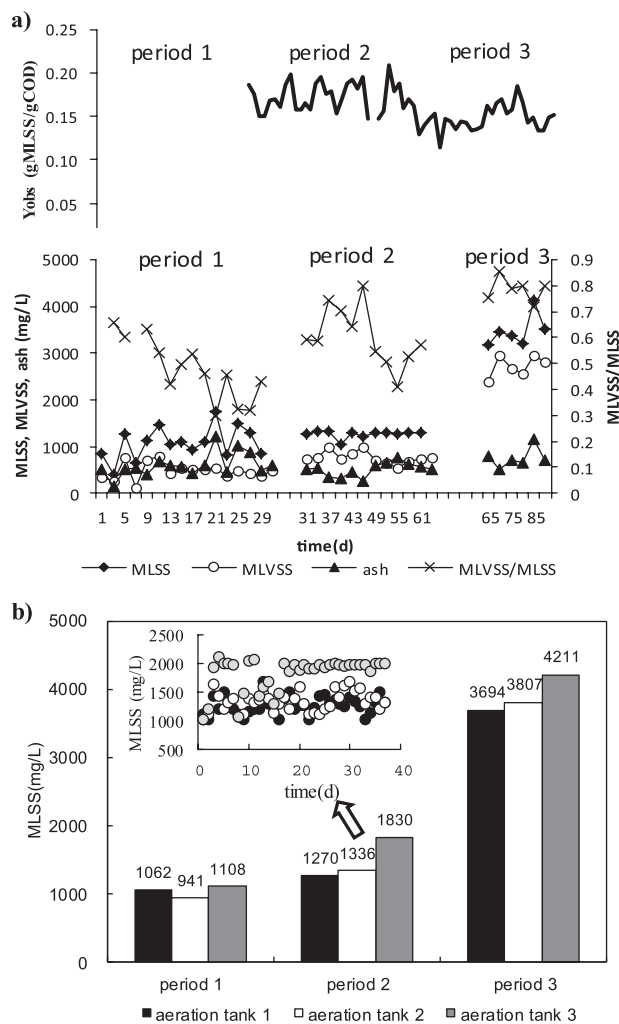 a)
0.25
0.20
0.15
0.10
0.05
Yobs (gMLSS/gCOD)
period 1
period 2
period 3
5000
4000
3000
2000
1000
0
MLSS, MLVSS, ash (mg/L)
period 1
period 2
period 3
0.9
0.8
0.7
0.6
0.5
0.4
0.3
0.2
0.1
0
MLVSS/MLSS
1 5 9 13 17 21 25 29 31 37 43 49 55 61 65 75 85
time(d)
MLSS MLVSS ash MLVSS/MLSS
b)
5000
4000
3000
2000
1000
0
MLSS(mg/L)
2500
2000
1500
1000
500
MLSS (mg/L)
0 10 20 30 40
time(d)
1062 941 1108
1270 1336 1830
3694 3807 4211
period 1 period 2 period 3
aeration tank 1 aeration tank 2 aeration tank 3